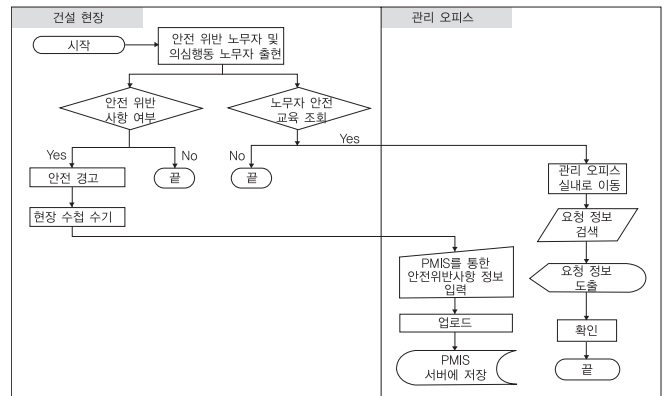 건설 현장
관리 오피스
시작
안전 위반 노무자 및
의심행동 노무자 출현
안전 위반
사항 여부
노무자 안전
교육 조회
Yes
No
No
Yes
안전 경고
끝
끝
관리 오피스
실내로 이동
현장 수첩 수기
요청 정보
검색
PMIS를 통한
안전위반사항 정보
입력
요청 정보
도출
업로드
확인
PMIS
서버에 저장
끝